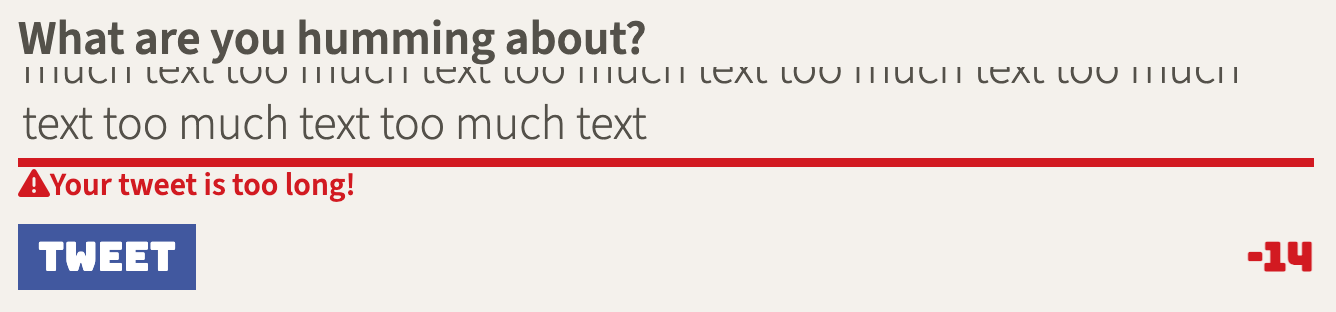 What are you humming about?
much text too much text too much text too much text too much
text too much text too much text
Your tweet is too long!
TWEET
-14